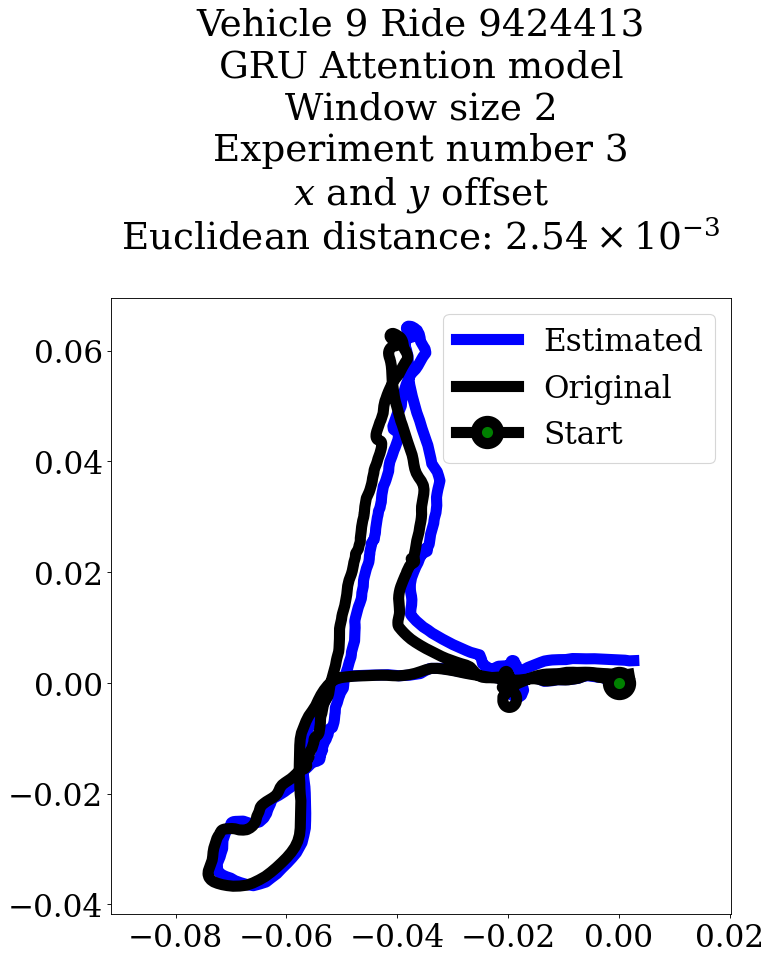 Vehicle 9 Ride 9424413
GRU Attention model
Window size 2
Experiment number 3
x and y offset
Euclidean distance: 2.54 × 10⁻³
Estimated
Original
Start
0.06
0.04
0.02
0.00
−0.02
−0.04
−0.08 −0.06 −0.04 −0.02 0.00 0.02